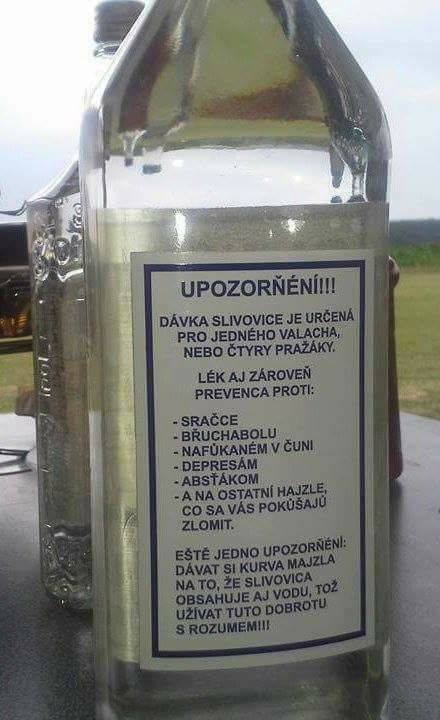 UPOZORŇÉNÍ!!!
DÁVKA SLIVOVICE JE URČENÁ
PRO JEDNÉHO VALACHA,
NEBO ČTYRY PRAŽÁKY.
LÉK AJ ZÁROVEŇ
PREVENCA PROTI:
- SRAČCE
- BŘUCHABOLU
- NAFÚKANÉM V ČUNI
- DEPRESÁM
- ABSŤÁKOM
- A NA OSTATNÍ HAJZLE,
CO SA VÁS POKÚŠAJÚ
ZLOMIT.
EŠTĚ JEDNO UPOZORŇÉNÍ:
DÁVAT SI KURVA MAJZLA
NA TO, ŽE SLIVOVICA
OBSAHUJE AJ VODU, TOŽ
UŽÍVAT TUTO DOBROTU
S ROZUMEM!!!